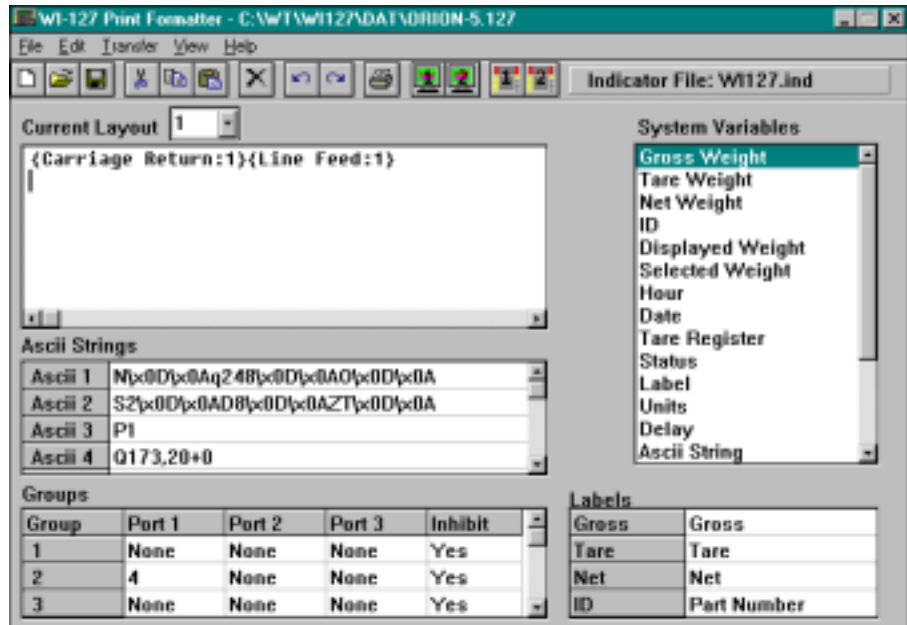 WI-127 Print Formatter - C:\WT\WI127\DAT\ORION-5.127
File Edit Transfer View Help
1 2 1 2 Indicator File: WI127.ind
Current Layout 1
{Carriage Return:1}{Line Feed:1}
System Variables
Gross Weight
Tare Weight
Net Weight
ID
Displayed Weight
Selected Weight
Hour
Date
Tare Register
Status
Label
Units
Delay
Ascii String
Ascii Strings
Ascii 1 N\x0D\x0Aq248\x0D\x0AO\x0D\x0A
Ascii 2 S2\x0D\x0AD8\x0D\x0AZT\x0D\x0A
Ascii 3 P1
Ascii 4 Q173,20+0
Groups
Group Port 1 Port 2 Port 3 Inhibit
1 None None None Yes
2 4 None None Yes
3 None None None Yes
Labels
Gross Gross
Tare Tare
Net Net
ID Part Number